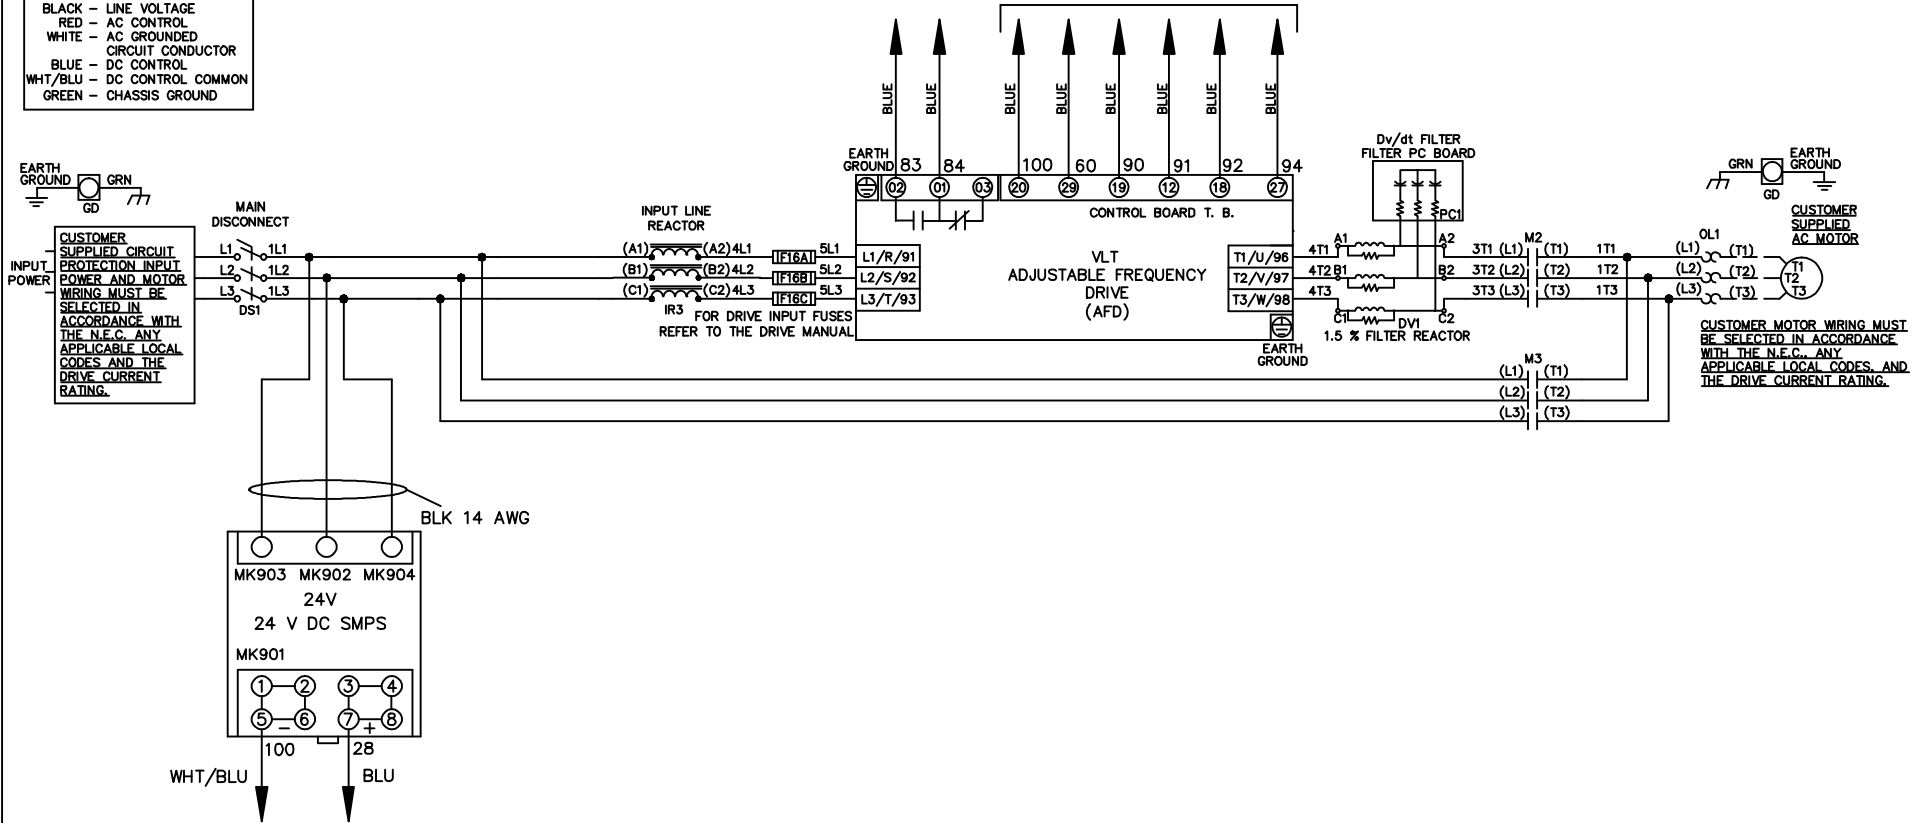 BLACK – LINE VOLTAGE
RED – AC CONTROL
WHITE – AC GROUNDED
CIRCUIT CONDUCTOR
BLUE – DC CONTROL
WHT/BLU – DC CONTROL COMMON
GREEN – CHASSIS GROUND
BLUE
BLUE
BLUE
BLUE
BLUE
BLUE
BLUE
BLUE
EARTH
GROUND
GRN
GD
INPUT
POWER
CUSTOMER
SUPPLIED CIRCUIT
PROTECTION INPUT
POWER AND MOTOR
WIRING MUST BE
SELECTED IN
ACCORDANCE WITH
THE N.E.C. ANY
APPLICABLE LOCAL
CODES AND THE
DRIVE CURRENT
RATING.
MAIN
DISCONNECT
L1 1L1
L2 1L2
L3 1L3
DS1
INPUT LINE
REACTOR
(A1) (A2) 4L1 IF16A 5L1
(B1) (B2) 4L2 IF16B 5L2
(C1) (C2) 4L3 IF16C 5L3
IR3
FOR DRIVE INPUT FUSES
REFER TO THE DRIVE MANUAL
EARTH
GROUND
83 84 100 60 90 91 92 94
02 01 03 20 29 19 12 18 27
CONTROL BOARD T. B.
L1/R/91
L2/S/92
L3/T/93
VLT
ADJUSTABLE FREQUENCY
DRIVE
(AFD)
T1/U/96
T2/V/97
T3/W/98
EARTH
GROUND
Dv/dt FILTER
FILTER PC BOARD
PC1
4T1 A1 A2
4T2 B1 B2
4T3 C1 C2
DV1
1.5 % FILTER REACTOR
M2
3T1 (L1) (T1) 1T1
3T2 (L2) (T2) 1T2
3T3 (L3) (T3) 1T3
M3
(L1) (T1)
(L2) (T2)
(L3) (T3)
GRN
GD
EARTH
GROUND
CUSTOMER
SUPPLIED
AC MOTOR
OL1
(L1) (T1)
(L2) (T2)
(L3) (T3)
T1
T2
T3
CUSTOMER MOTOR WIRING MUST
BE SELECTED IN ACCORDANCE
WITH THE N.E.C., ANY
APPLICABLE LOCAL CODES, AND
THE DRIVE CURRENT RATING.
BLK 14 AWG
MK903 MK902 MK904
24V
24 V DC SMPS
MK901
1 2 3 4
5 – 6 7 + 8
100 28
WHT/BLU BLU